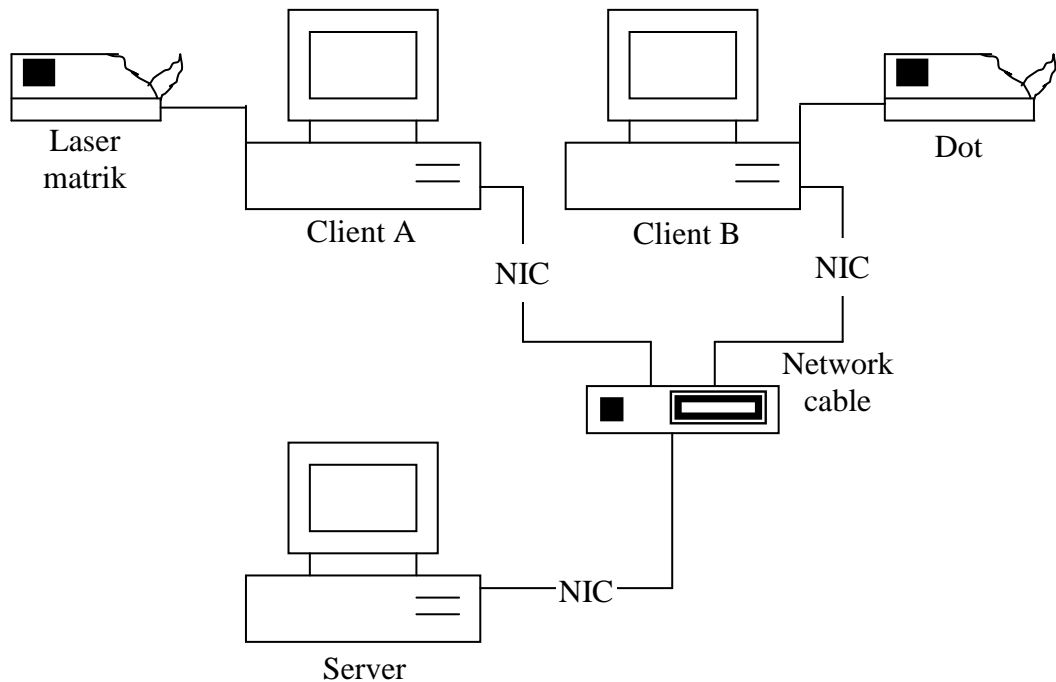 Laser
matrik
Dot
Client A
Client B
NIC
NIC
Network
cable
NIC
Server